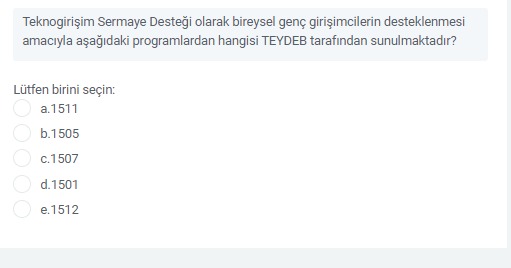 Teknogirişim Sermaye Desteği olarak bireysel genç girişimcilerin desteklenmesi
amacıyla aşağıdaki programlardan hangisi TEYDEB tarafından sunulmaktadır?
Lütfen birini seçin:
a.1511
b.1505
c.1507
d.1501
e.1512